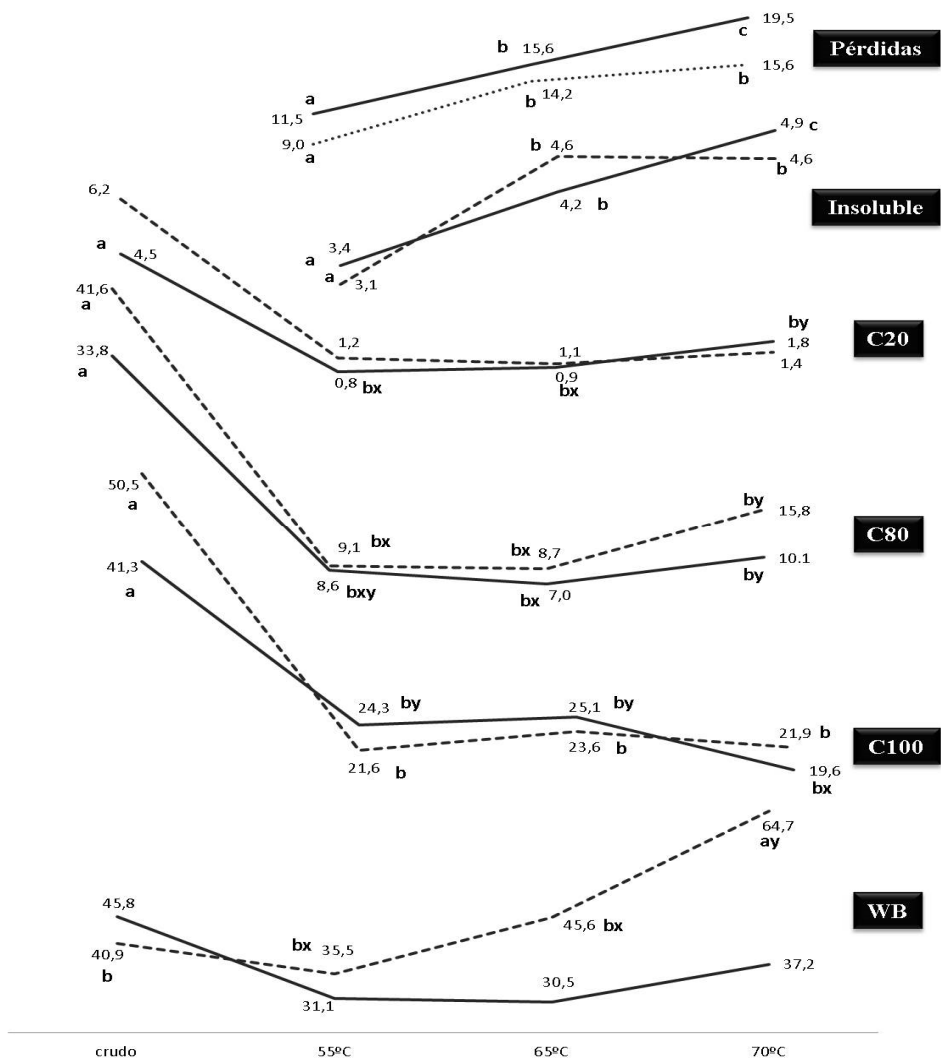 19,5
Pérdidas
b
15,6
c
a
15,6
11,5
b
14,2
b
9,0
a
4,9 c
b
4,6
4,6
b
6,2
4,2 b
Insoluble
3,4
a
a
3,1
a
4,5
41,6
a
by
C20
1,2
1,1
1,8
33,8
1,4
a
0,8 bx
0,9
bx
50,5
a
by
15,8
C80
9,1 bx
bx 8,7
10.1
41,3
8,6 bxy
bx 7,0
by
a
24,3 by
25,1 by
21,9 b
C100
21,6 b
23,6 b
19,6
bx
64,7
ay
45,8
WB
45,6 bx
40,9
bx 35,5
b
37,2
30,5
31,1
crudo 55ºC 65ºC 70ºC